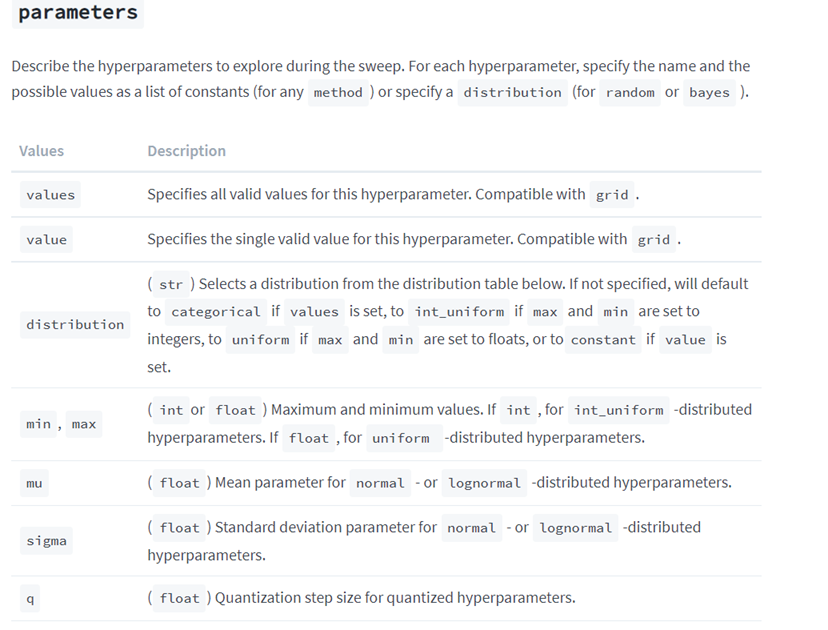 parameters
Describe the hyperparameters to explore during the sweep. For each hyperparameter, specify the name and the
possible values as a list of constants (for any method ) or specify a distribution (for random or bayes ).
Values Description
values Specifies all valid values for this hyperparameter. Compatible with grid .
value Specifies the single valid value for this hyperparameter. Compatible with grid .
distribution ( str ) Selects a distribution from the distribution table below. If not specified, will default
to categorical if values is set, to int_uniform if max and min are set to
integers, to uniform if max and min are set to floats, or to constant if value is
set.
min , max ( int or float ) Maximum and minimum values. If int , for int_uniform -distributed
hyperparameters. If float , for uniform -distributed hyperparameters.
mu ( float ) Mean parameter for normal - or lognormal -distributed hyperparameters.
sigma ( float ) Standard deviation parameter for normal - or lognormal -distributed
hyperparameters.
q ( float ) Quantization step size for quantized hyperparameters.